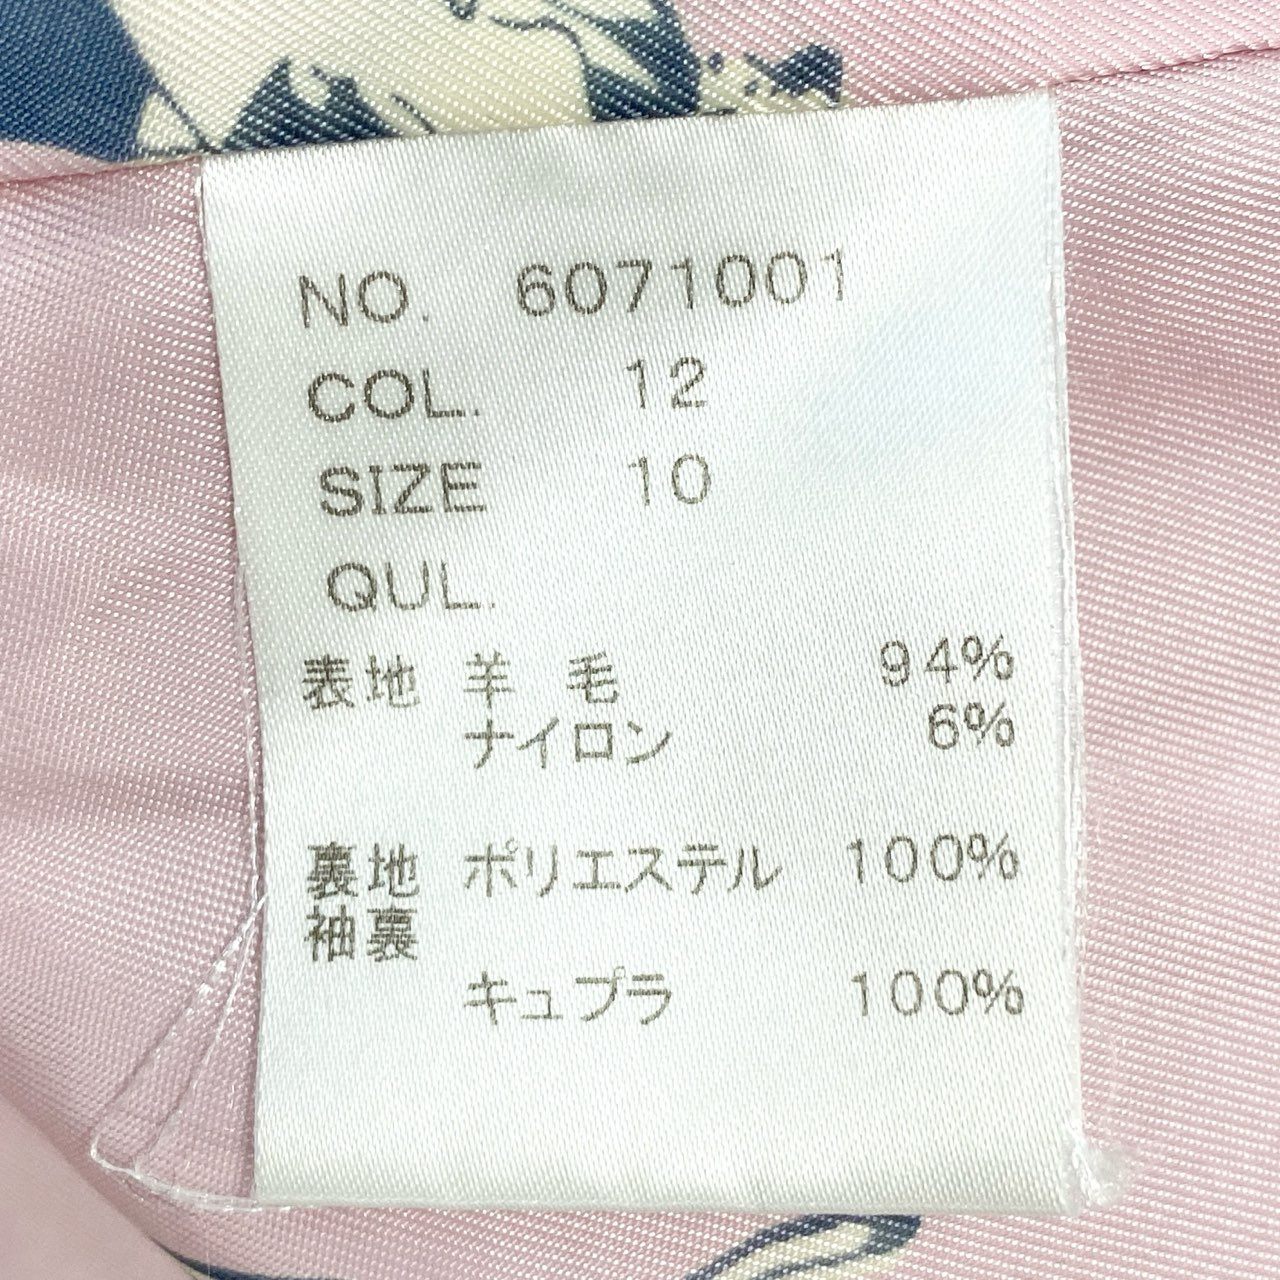 NO. 6071001
COL. 12
SIZE 10
QUL.
表地 羊 毛 94%
ナイロン 6%
裏地 ポリエステル 100%
袖裏
キュプラ 100%